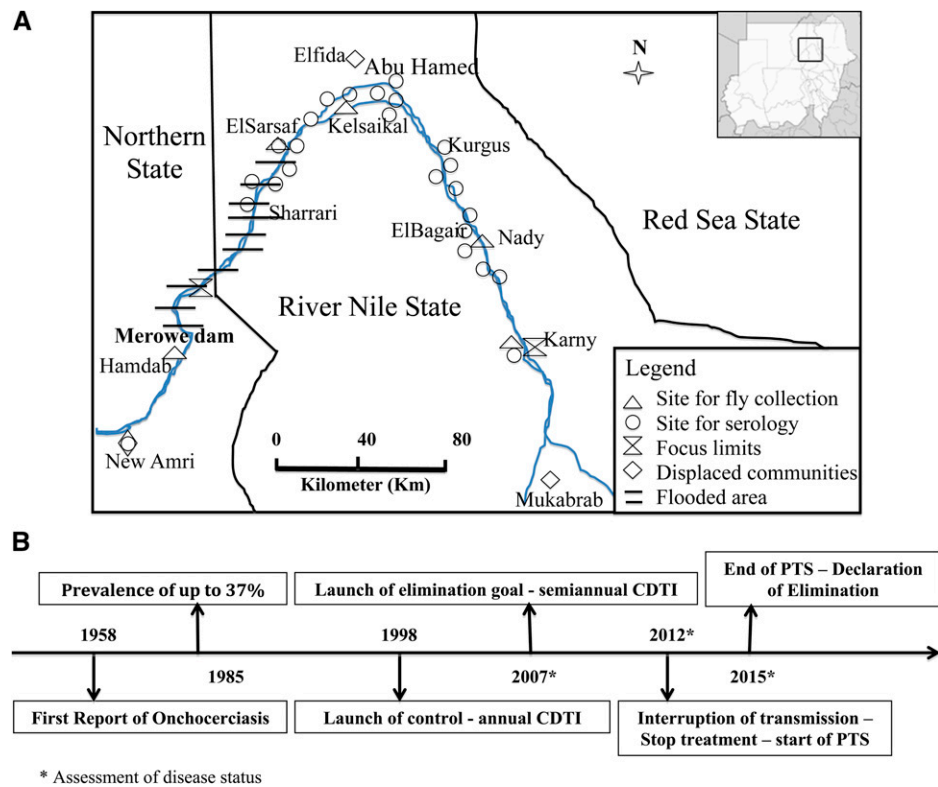 A
Elfida
Abu Hamed
N
Northern
State
ElSarsaf
Kelsaikal
Kurgus
Sharrari
ElBagair
Nady
Red Sea State
River Nile State
Merowe dam
Hamdab
Karny
New Amri
0 40 80
Kilometer (Km)
Mukabrab
Legend
Site for fly collection
Site for serology
Focus limits
Displaced communities
Flooded area
B
Prevalence of up to 37%
Launch of elimination goal - semiannual CDTI
End of PTS – Declaration
of Elimination
1958
1998
2012*
1985
2007*
2015*
First Report of Onchocerciasis
Launch of control - annual CDTI
Interruption of transmission –
Stop treatment – start of PTS
* Assessment of disease status